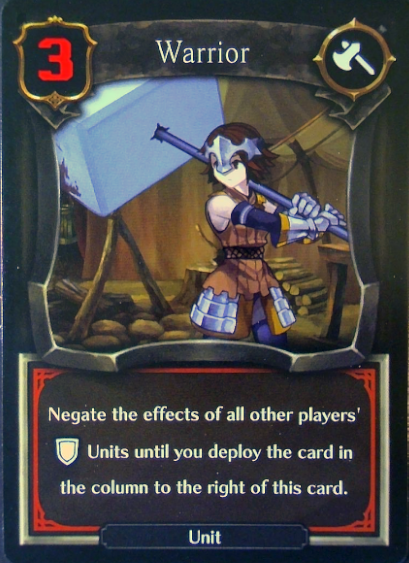 3
Warrior
Negate the effects of all other players'
Units until you deploy the card in
the column to the right of this card.
Unit